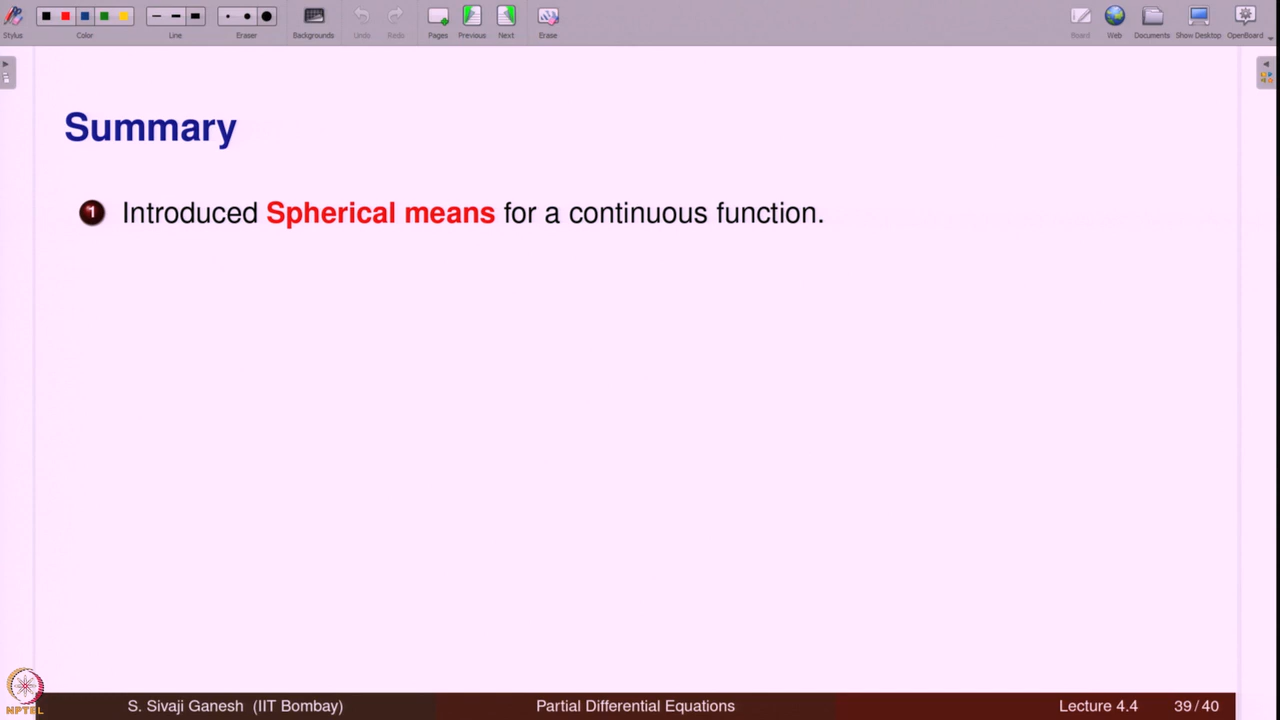 Stylus Color Line Eraser Backgrounds Undo Redo Pages Previous Next Erase Board Web Documents Show Desktop OpenBoard
Summary
1 Introduced Spherical means for a continuous function.
NPTEL
S. Sivaji Ganesh (IIT Bombay) Partial Differential Equations Lecture 4.4 39/40